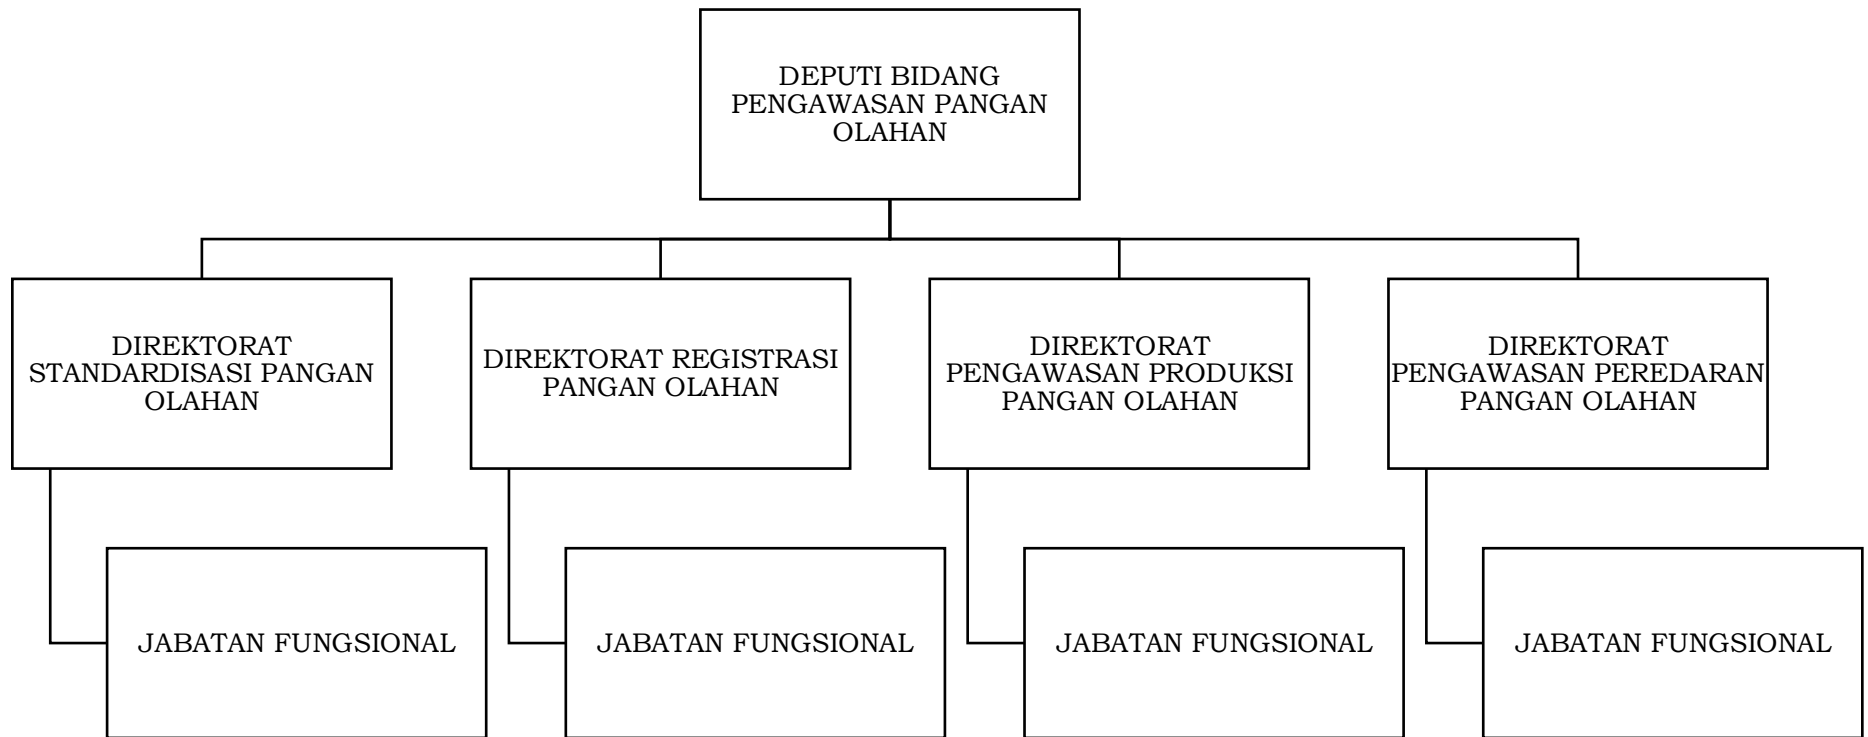 DEPUTI BIDANG
PENGAWASAN PANGAN
OLAHAN
DIREKTORAT
STANDARDISASI PANGAN
OLAHAN
DIREKTORAT REGISTRASI
PANGAN OLAHAN
DIREKTORAT
PENGAWASAN PRODUKSI
PANGAN OLAHAN
DIREKTORAT
PENGAWASAN PEREDARAN
PANGAN OLAHAN
JABATAN FUNGSIONAL
JABATAN FUNGSIONAL
JABATAN FUNGSIONAL
JABATAN FUNGSIONAL